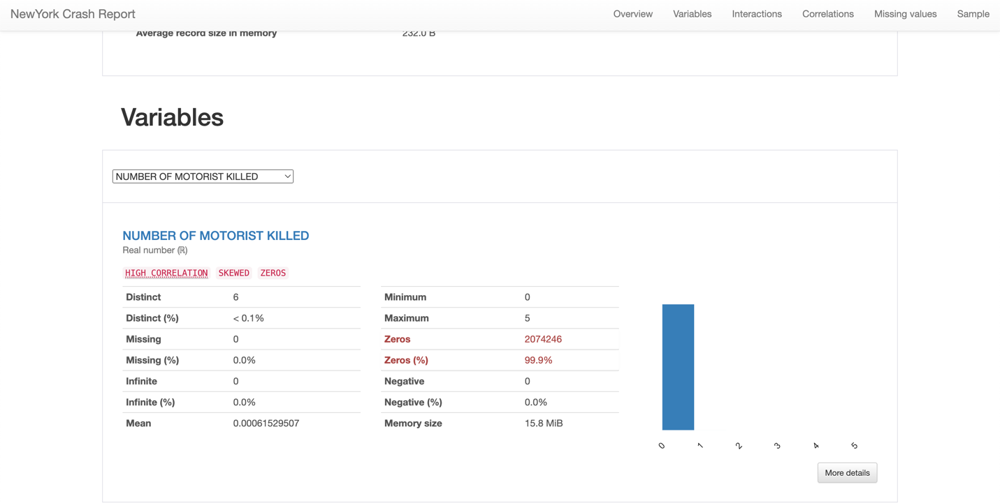 NewYork Crash Report Overview Variables Interactions Correlations Missing values Sample
Average record size in memory 232.0 B
Variables
NUMBER OF MOTORIST KILLED
NUMBER OF MOTORIST KILLED
Real number (ℝ)
HIGH CORRELATION SKEWED ZEROS
Distinct 6 Minimum 0
Distinct (%) < 0.1% Maximum 5
Missing 0 Zeros 2074246
Missing (%) 0.0% Zeros (%) 99.9%
Infinite 0 Negative 0
Infinite (%) 0.0% Negative (%) 0.0%
Mean 0.00061529507 Memory size 15.8 MiB
0 1 2 3 4 5
More details